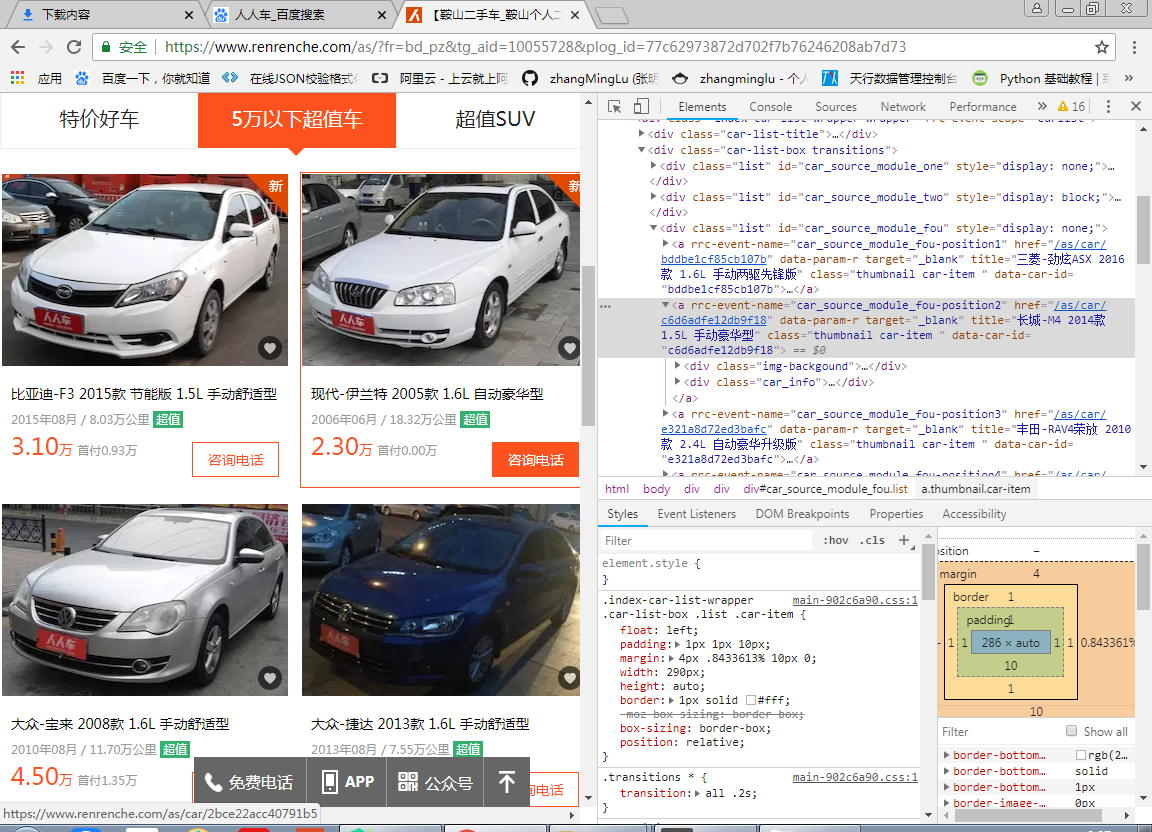 下载内容
人人车_百度搜索
【鞍山二手车_鞍山个人二
安全
https://www.renrenche.com/as/?fr=bd_pz&tg_aid=10055728&plog_id=77c62973872d702f7b76246208ab7d73
应用
百度一下，你就知道
在线JSON校验格式
阿里云 - 上云就上阿
zhangMingLu (张明
zhangminglu - 个人
天行数据管理控制台
Python 基础教程 |
»
特价好车
5万以下超值车
超值SUV
新
新
人人车
人人车
比亚迪-F3 2015款 节能版 1.5L 手动舒适型
2015年08月 / 8.03万公里 超值
3.10万 首付0.93万
咨询电话
现代-伊兰特 2005款 1.6L 自动豪华型
2006年06月 / 18.32万公里 超值
2.30万 首付0.00万
咨询电话
人人车
人人车
大众-宝来 2008款 1.6L 手动舒适型
2010年08月 / 11.70万公里 超值
4.50万 首付1.35万
大众-捷达 2013款 1.6L 手动舒适型
2013年08月 / 7.55万公里 超值
电话
免费电话
APP
公众号
https://www.renrenche.com/as/car/2bce22acc40791b5
Elements
Console
Sources
Network
Performance
»
16
<div class="car-list-title">…</div>
<div class="car-list-box transitions">
<div class="list" id="car_source_module_one" style="display: none;">…
</div>
<div class="list" id="car_source_module_two" style="display: block;">…
</div>
<div class="list" id="car_source_module_fou" style="display: none;">
<a rrc-event-name="car_source_module_fou-position1" href="/as/car/
bddbe1cf85cb107b" data-param-r target="_blank" title="三菱-劲炫ASX 2016
款 1.6L 手动两驱先锋版" class="thumbnail car-item " data-car-id=
"bddbe1cf85cb107b">…</a>
<a rrc-event-name="car_source_module_fou-position2" href="/as/car/
c6d6adfe12db9f18" data-param-r target="_blank" title="长城-M4 2014款
1.5L 手动豪华型" class="thumbnail car-item " data-car-id=
"c6d6adfe12db9f18"> == $0
<div class="img-backgound">…</div>
<div class="car_info">…</div>
</a>
<a rrc-event-name="car_source_module_fou-position3" href="/as/car/
e321a8d72ed3bafc" data-param-r target="_blank" title="丰田-RAV4荣放 2010
款 2.4L 自动豪华升级版" class="thumbnail car-item " data-car-id=
"e321a8d72ed3bafc">…</a>
<a rrc-event-name="car_source_module_fou-position4" href="/as/car/
html
body
div
div
div#car_source_module_fou.list
a.thumbnail.car-item
Styles
Event Listeners
DOM Breakpoints
Properties
Accessibility
Filter
:hov .cls +
element.style {
}
.index-car-list-wrapper main-902c6a90.css:1
.car-list-box .list .car-item {
float: left;
padding: 1px 1px 10px;
margin: 4px .8433613% 10px 0;
width: 290px;
height: auto;
border: 1px solid #fff;
-moz-box-sizing: border-box;
box-sizing: border-box;
position: relative;
}
.transitions * { main-902c6a90.css:1
transition: all .2s;
}
osition
–
margin
4
border
1
padding
1
- 1 1 286 × auto 1 1 0.843361%
10
1
10
Filter
Show all
border-bottom… rgb(2…
border-bottom… solid
border-bottom… 1px
border-image-… 0px